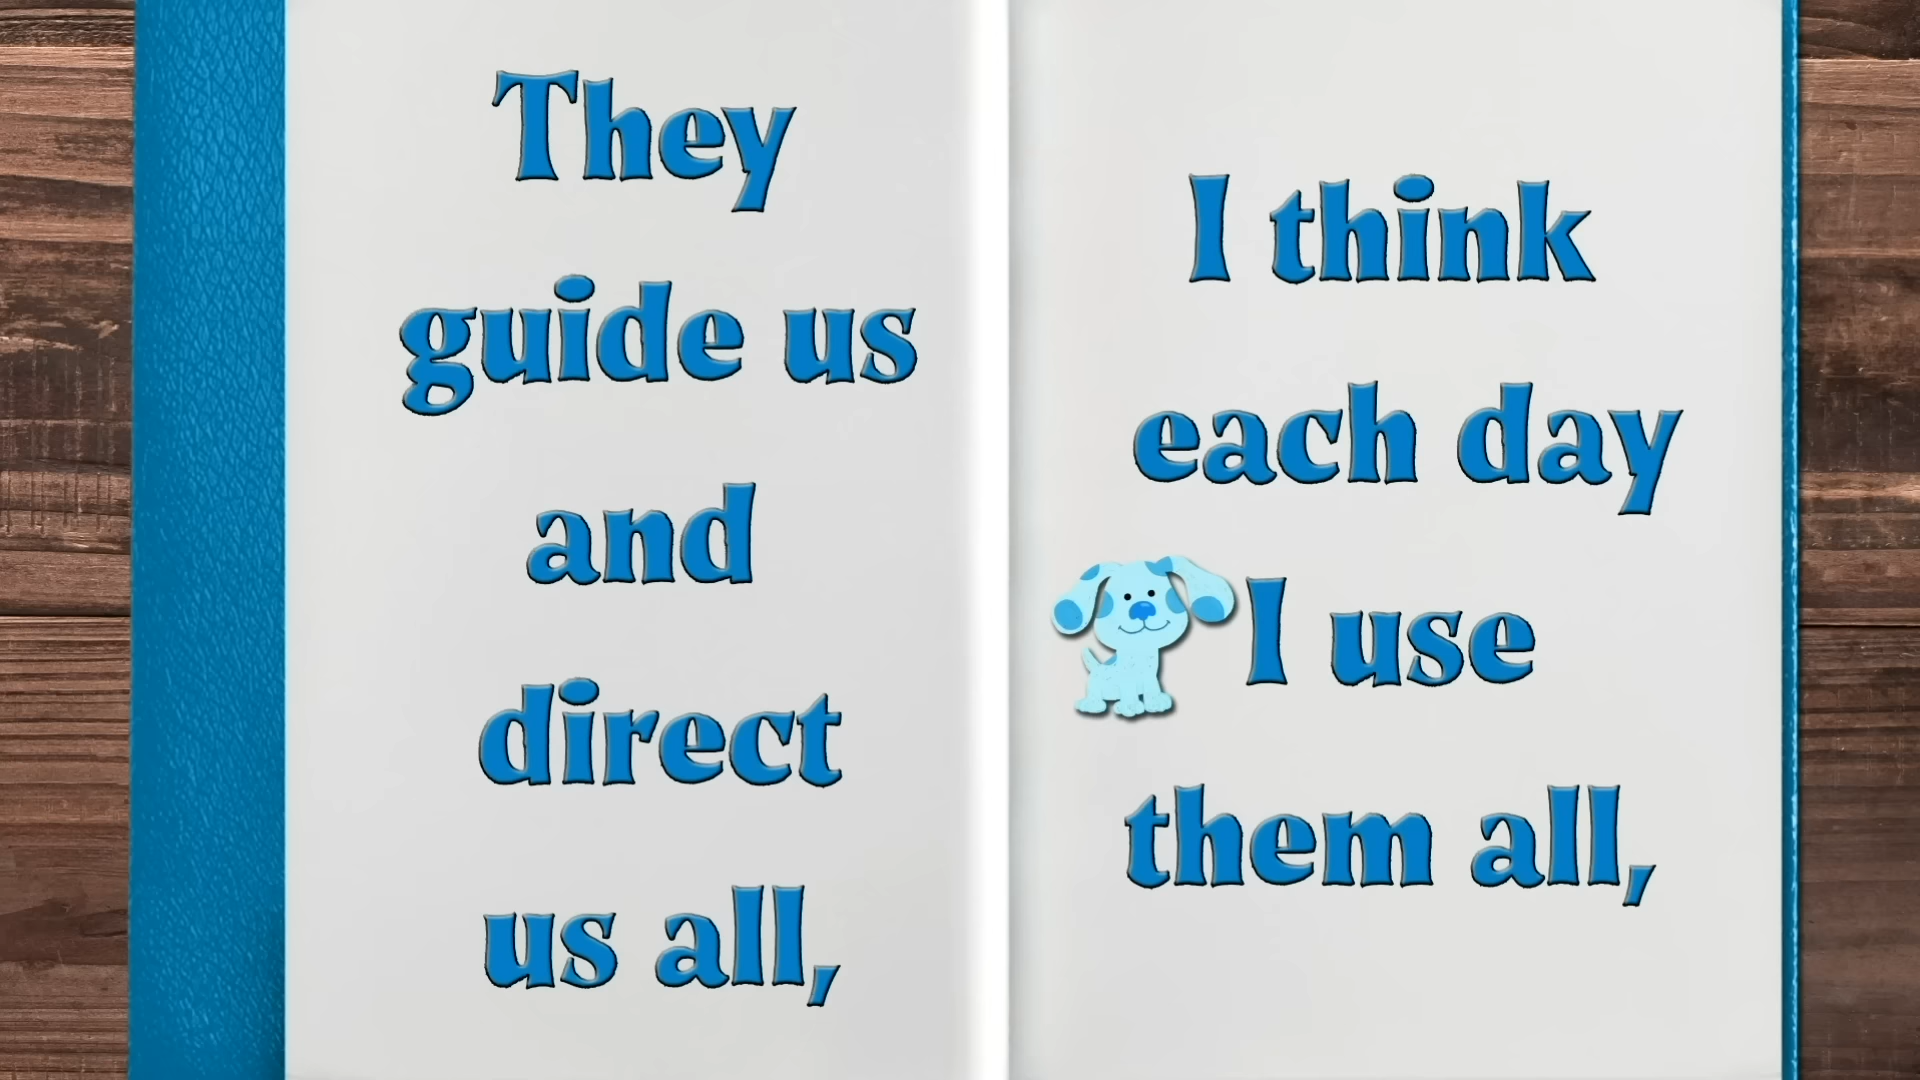 They
guide us
and
direct
us all,
I think
each day
I use
them all,